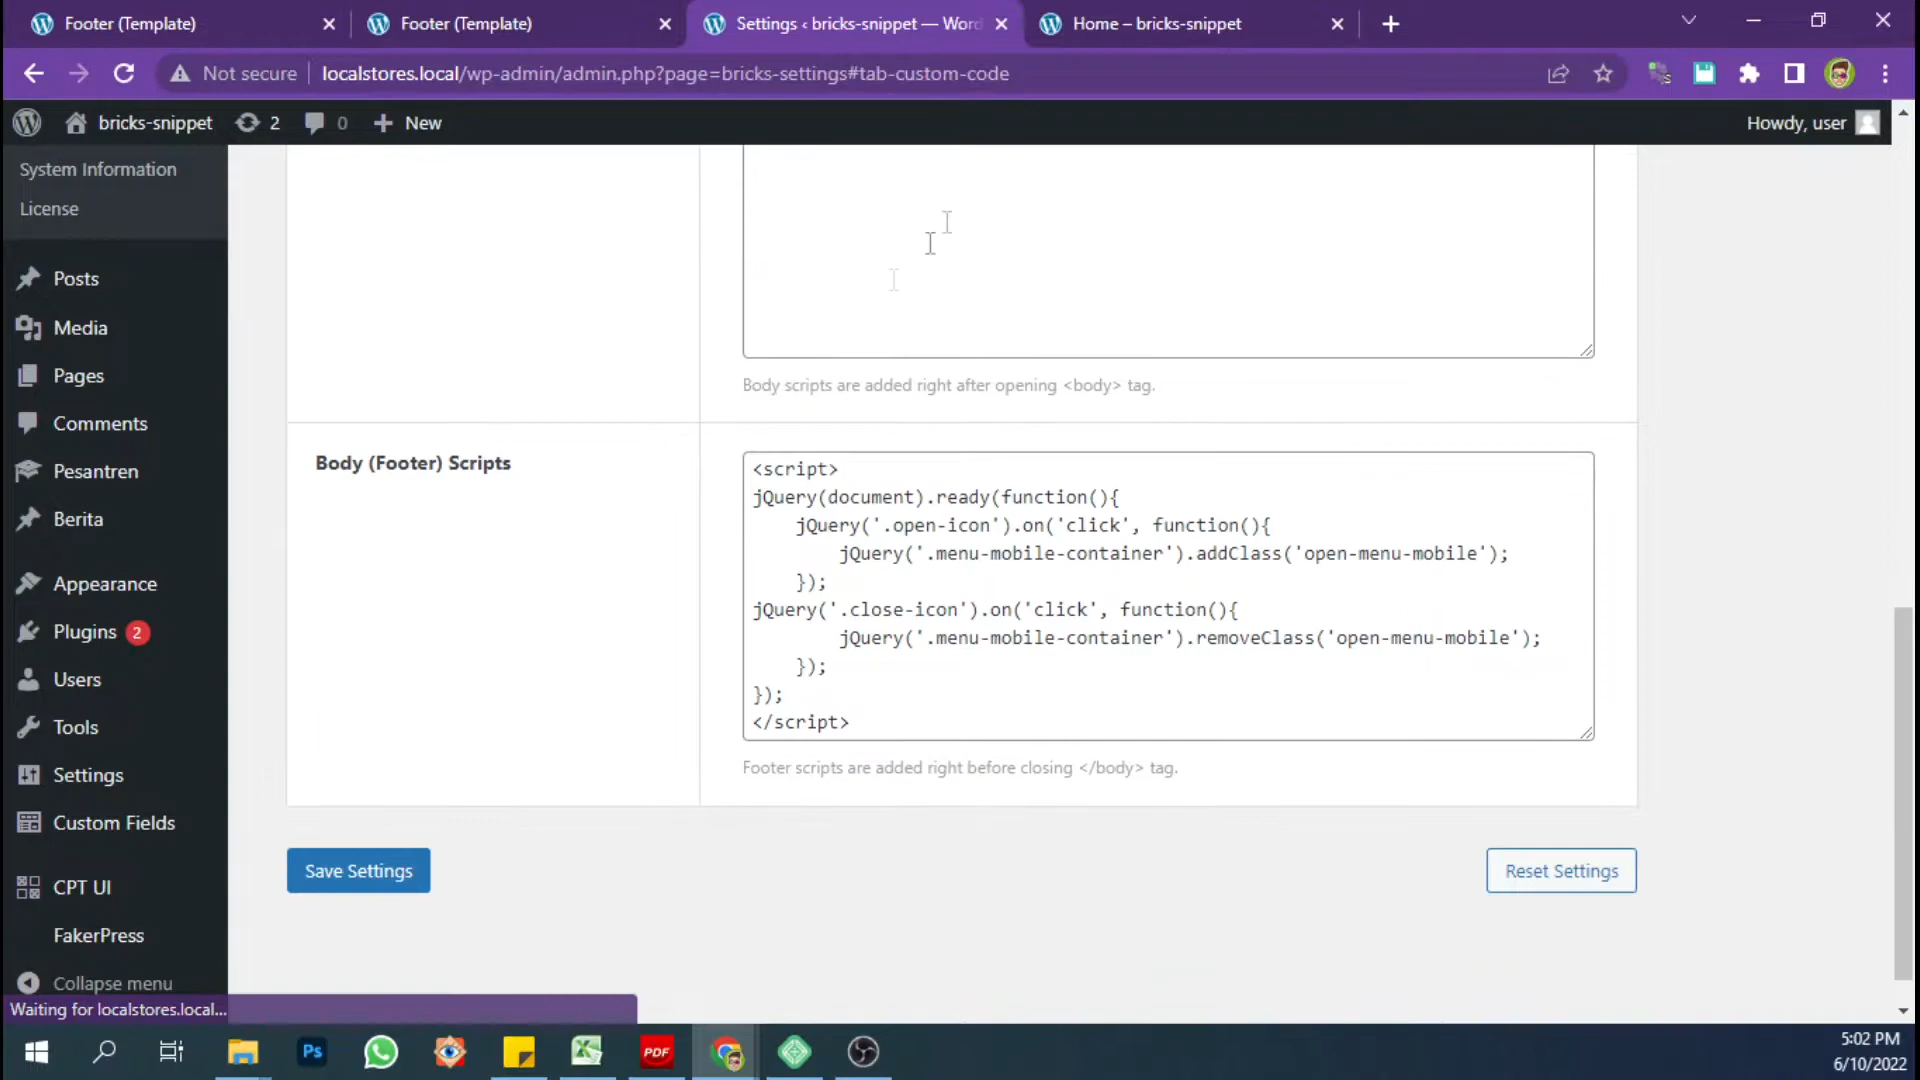 Footer (Template)
Footer (Template)
Settings ‹ bricks-snippet — Word
Home – bricks-snippet
Not secure
localstores.local/wp-admin/admin.php?page=bricks-settings#tab-custom-code
bricks-snippet
2
0
New
Howdy, user
System Information
License
Posts
Media
Pages
Comments
Pesantren
Berita
Appearance
Plugins 2
Users
Tools
Settings
Custom Fields
CPT UI
FakerPress
Collapse menu
Body scripts are added right after opening <body> tag.
Body (Footer) Scripts
<script>
jQuery(document).ready(function(){
    jQuery('.open-icon').on('click', function(){
        jQuery('.menu-mobile-container').addClass('open-menu-mobile');
    });
jQuery('.close-icon').on('click', function(){
        jQuery('.menu-mobile-container').removeClass('open-menu-mobile');
    });
});
</script>
Footer scripts are added right before closing </body> tag.
Save Settings
Reset Settings
Waiting for localstores.local...
Ps
PDF
5:02 PM
6/10/2022